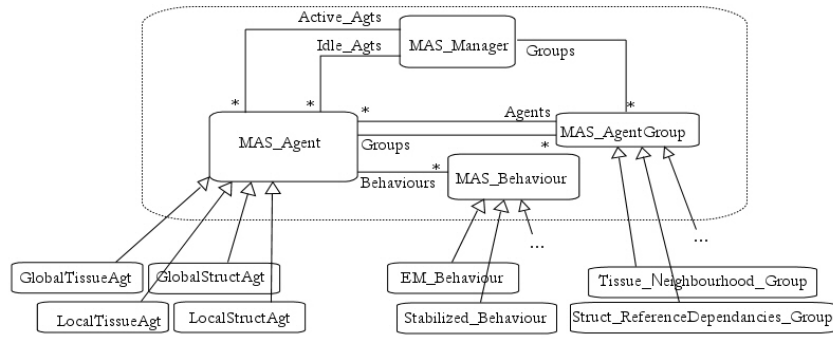 Active_Agts
Idle_Agts
MAS_Manager
Groups
* * * *
Agents
MAS_Agent
MAS_AgentGroup
Groups
* *
Behaviours
MAS_Behaviour
...
...
GlobalTissueAgt
GlobalStructAgt
EM_Behaviour
Tissue_Neighbourhood_Group
LocalTissueAgt
LocalStructAgt
Stabilized_Behaviour
Struct_ReferenceDependancies_Group